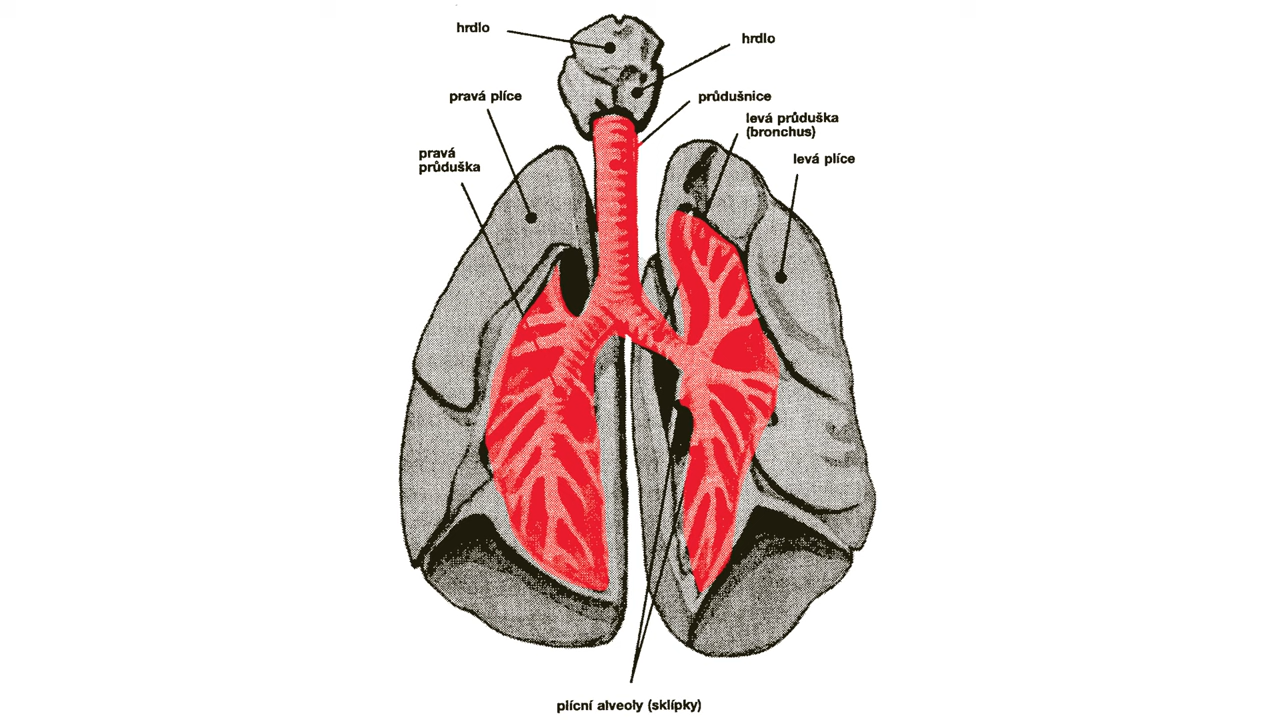 hrdlo
hrdlo
pravá plíce
průdušnice
levá průduška
(bronchus)
pravá
průduška
levá plíce
plícní alveoly (sklípky)